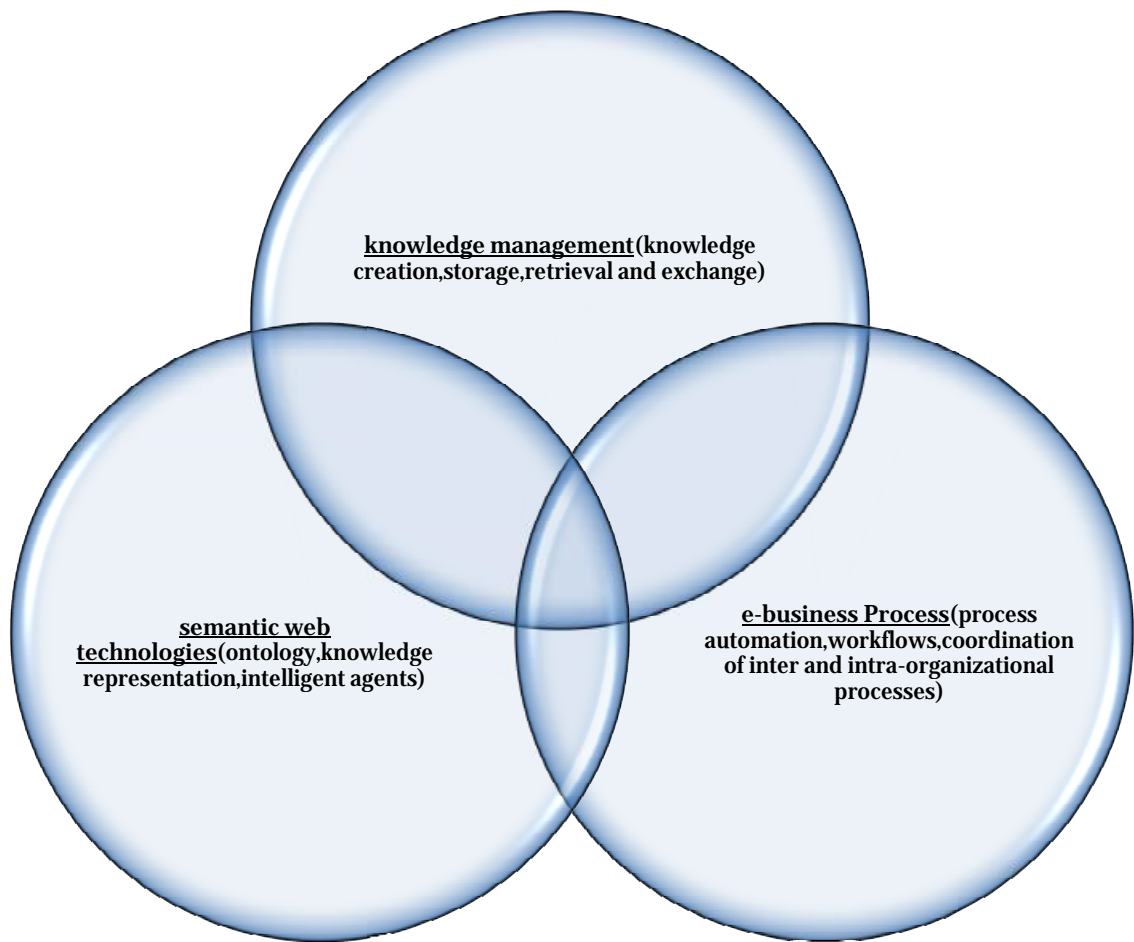 knowledge management(knowledge
creation,storage,retrieval and exchange)
semantic web
technologies(ontology,knowledge
representation,intelligent agents)
e-business Process(process
automation,workflows,coordination
of inter and intra-organizational
processes)